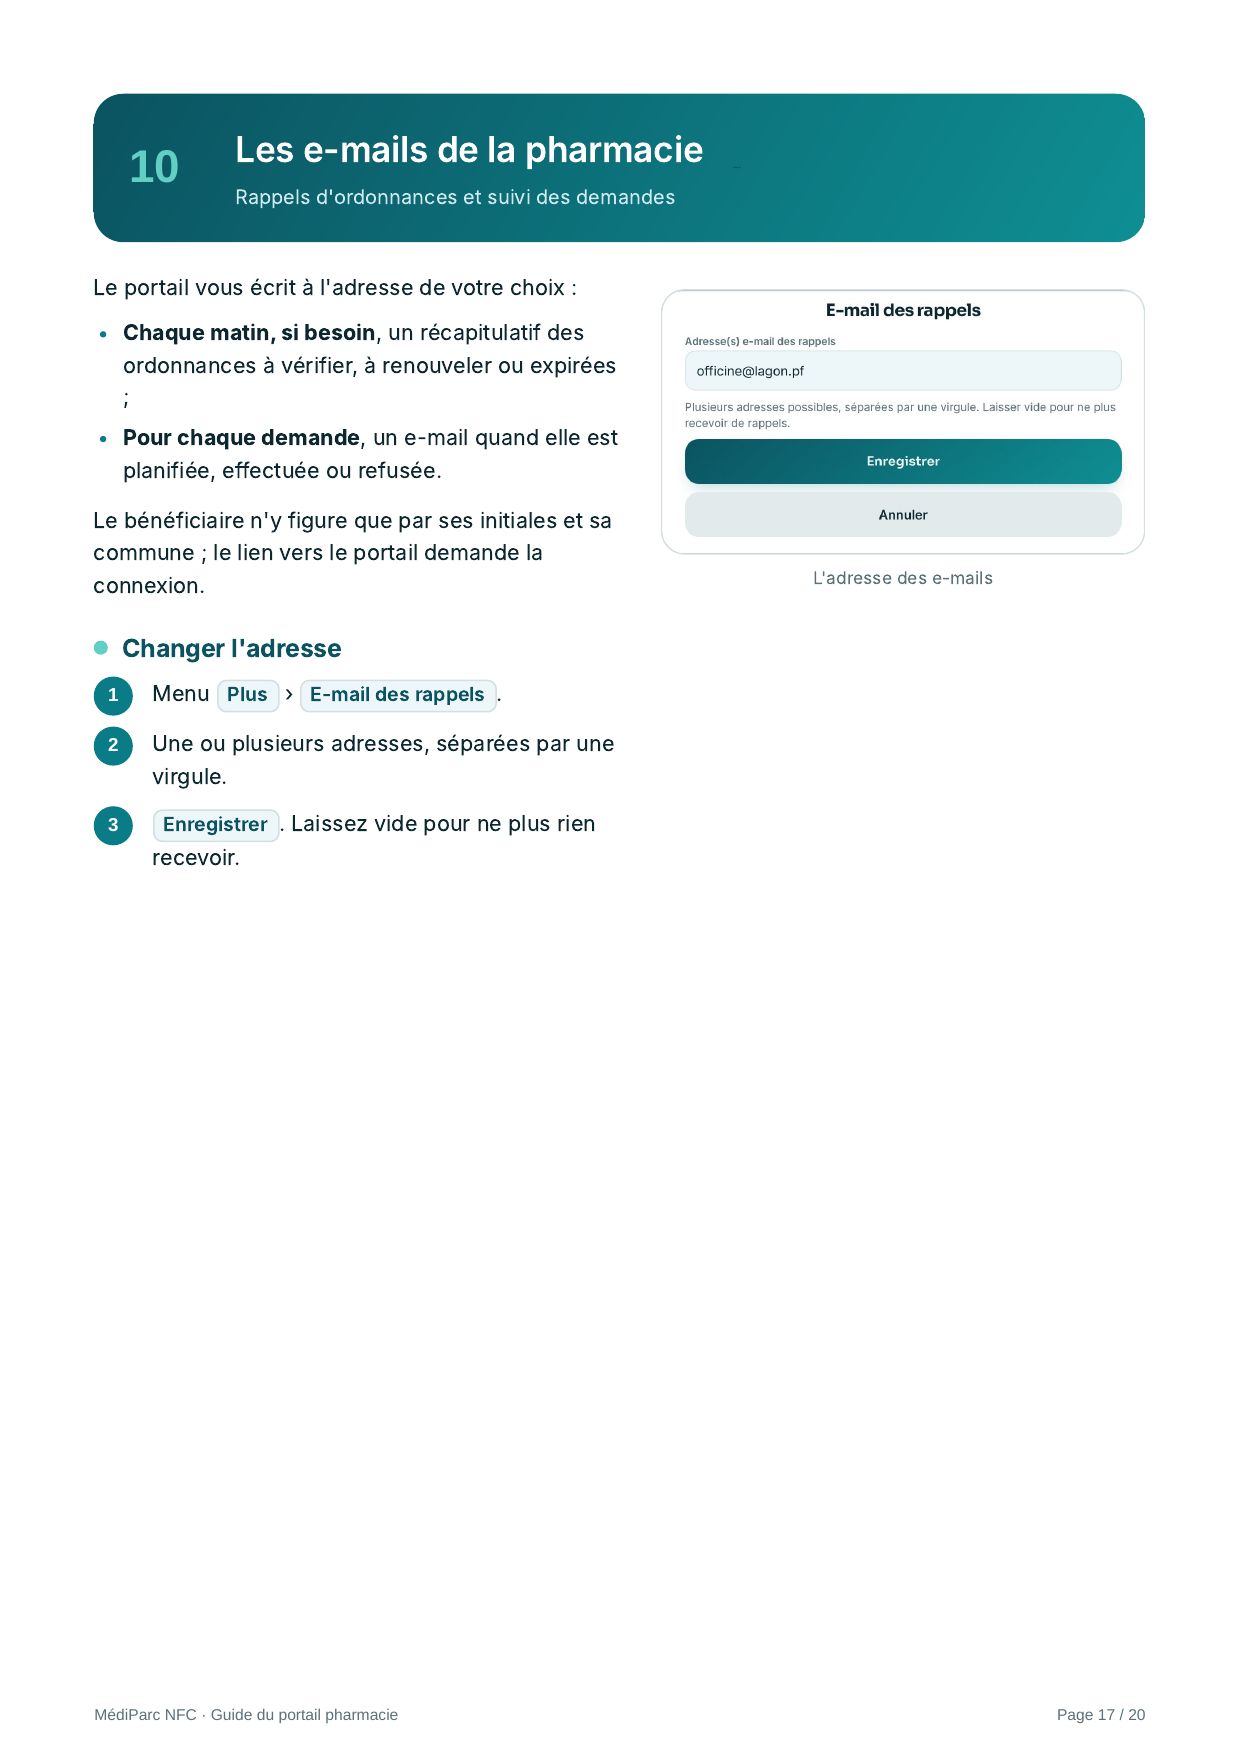 10
Les e-mails de la pharmacie
Rappels d'ordonnances et suivi des demandes
Le portail vous écrit à l'adresse de votre choix :
• Chaque matin, si besoin, un récapitulatif des
ordonnances à vérifier, à renouveler ou expirées
;
• Pour chaque demande, un e-mail quand elle est
planifiée, effectuée ou refusée.
Le bénéficiaire n'y figure que par ses initiales et sa
commune ; le lien vers le portail demande la
connexion.
Changer l'adresse
1 Menu Plus › E-mail des rappels.
2 Une ou plusieurs adresses, séparées par une
virgule.
3 Enregistrer. Laissez vide pour ne plus rien
recevoir.
E-mail des rappels
Adresse(s) e-mail des rappels
officine@lagon.pf
Plusieurs adresses possibles, séparées par une virgule. Laisser vide pour ne plus
recevoir de rappels.
Enregistrer
Annuler
L'adresse des e-mails
MédiParc NFC · Guide du portail pharmacie
Page 17 / 20